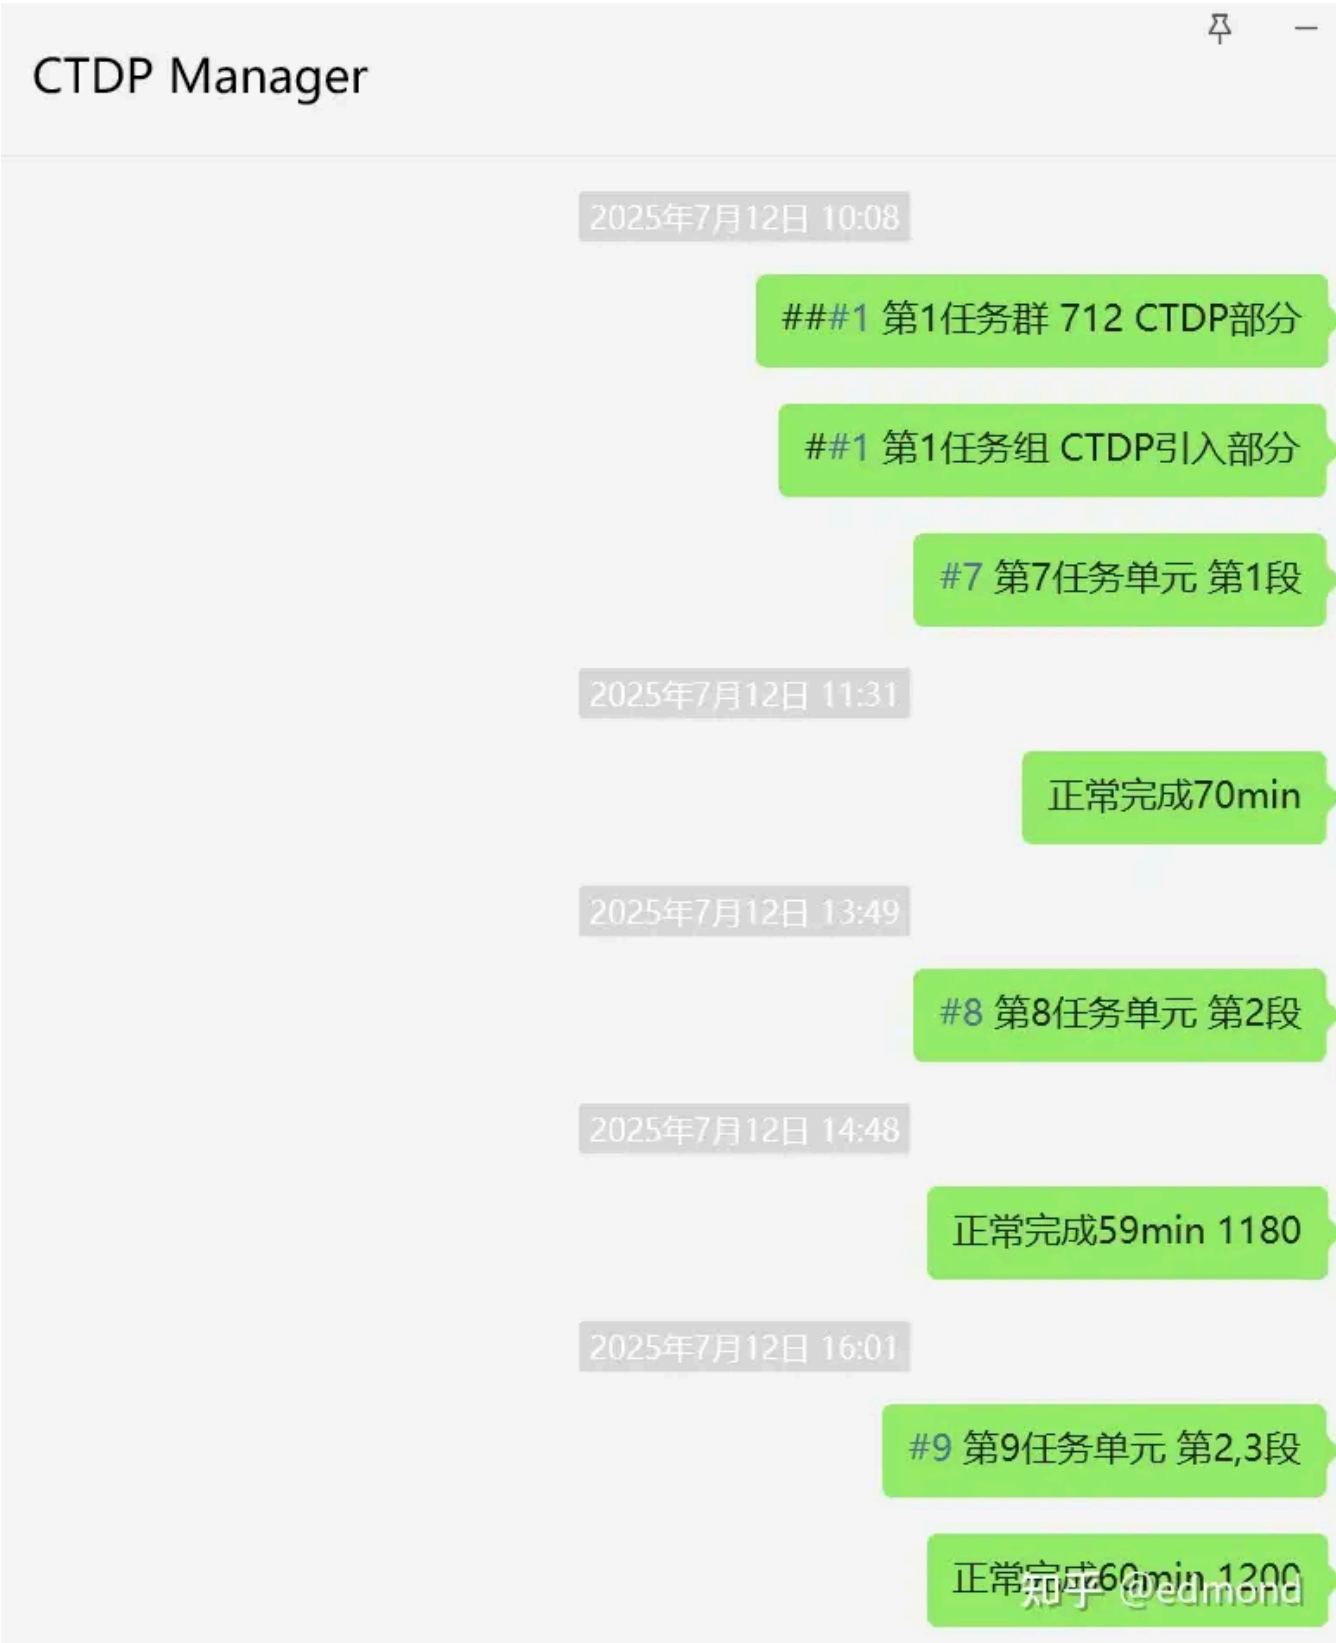 CTDP Manager
2025年7月12日 10:08
###1 第1任务群 712 CTDP部分
##1 第1任务组 CTDP引入部分
#7 第7任务单元 第1段
2025年7月12日 11:31
正常完成70min
2025年7月12日 13:49
#8 第8任务单元 第2段
2025年7月12日 14:48
正常完成59min 1180
2025年7月12日 16:01
#9 第9任务单元 第2,3段
正常完成60min 1200
知乎 @edmond